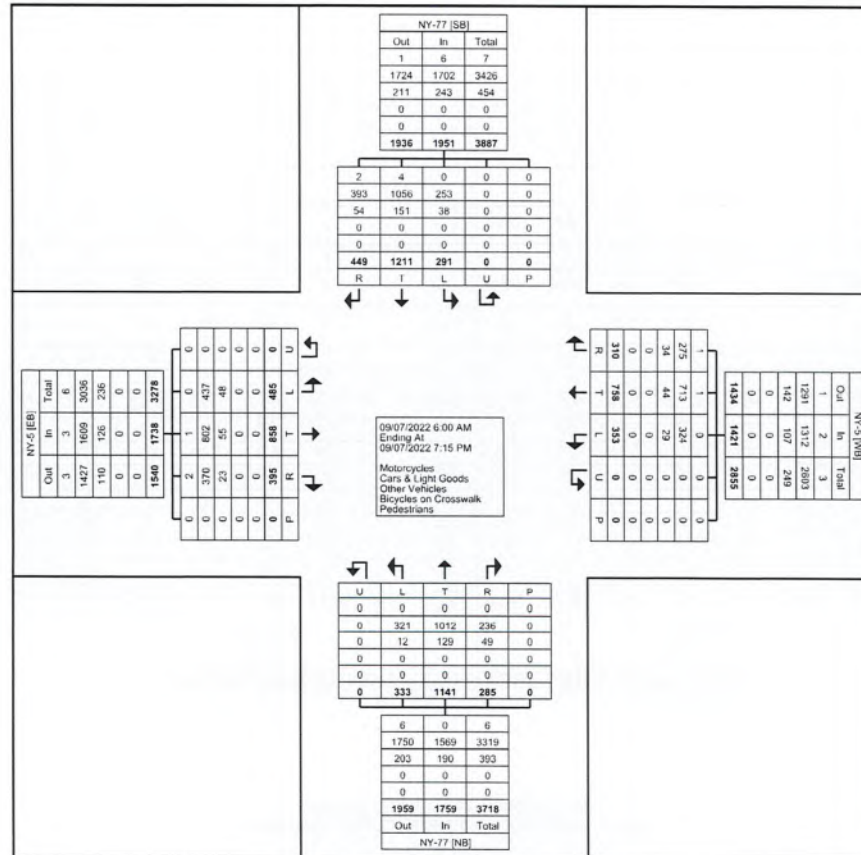 NY-77 [SB]
Out In Total
1 6 7
1724 1702 3426
211 243 454
0 0 0
0 0 0
1936 1951 3887
2 4 0 0 0
393 1056 253 0 0
54 151 38 0 0
0 0 0 0 0
0 0 0 0 0
449 1211 291 0 0
R T L U P
U L T R P
0 485 858 395 0
0 0 0 0 0
0 0 0 0 0
0 48 55 23 0
0 437 802 370 0
0 0 1 2 0
3278 1738 1540
0 0 0
0 0 0
236 126 110
3036 1609 1427
6 3 3
Total In Out
NY-5 [EB]
09/07/2022 6:00 AM
Ending At
09/07/2022 7:15 PM
Motorcycles
Cars & Light Goods
Other Vehicles
Bicycles on Crosswalk
Pedestrians
NY-5 [WB]
Out In Total
1 2 3
1291 1312 2603
142 107 249
0 0 0
0 0 0
1434 1421 2855
1 1 0 0 0
275 713 324 0 0
34 44 29 0 0
0 0 0 0 0
0 0 0 0 0
310 758 353 0 0
R T L U P
U L T R P
0 0 0 0 0
0 321 1012 236 0
0 12 129 49 0
0 0 0 0 0
0 0 0 0 0
0 333 1141 285 0
6 0 6
1750 1569 3319
203 190 393
0 0 0
0 0 0
1959 1759 3718
Out In Total
NY-77 [NB]